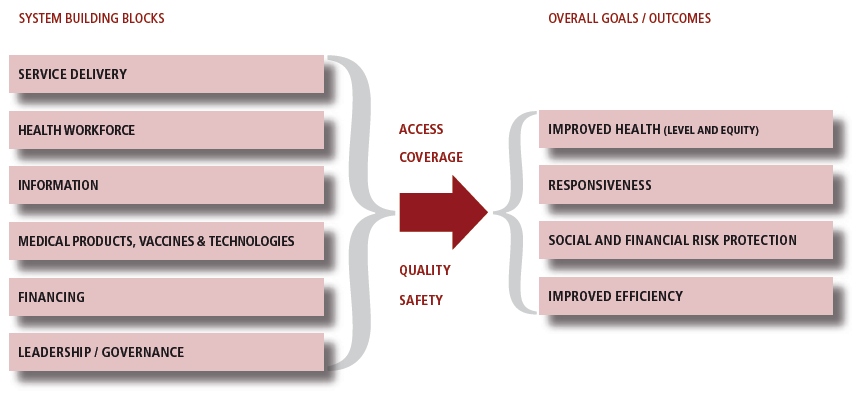 SYSTEM BUILDING BLOCKS
SERVICE DELIVERY
HEALTH WORKFORCE
INFORMATION
MEDICAL PRODUCTS, VACCINES & TECHNOLOGIES
FINANCING
LEADERSHIP / GOVERNANCE
ACCESS
COVERAGE
QUALITY
SAFETY
OVERALL GOALS / OUTCOMES
IMPROVED HEALTH (LEVEL AND EQUITY)
RESPONSIVENESS
SOCIAL AND FINANCIAL RISK PROTECTION
IMPROVED EFFICIENCY